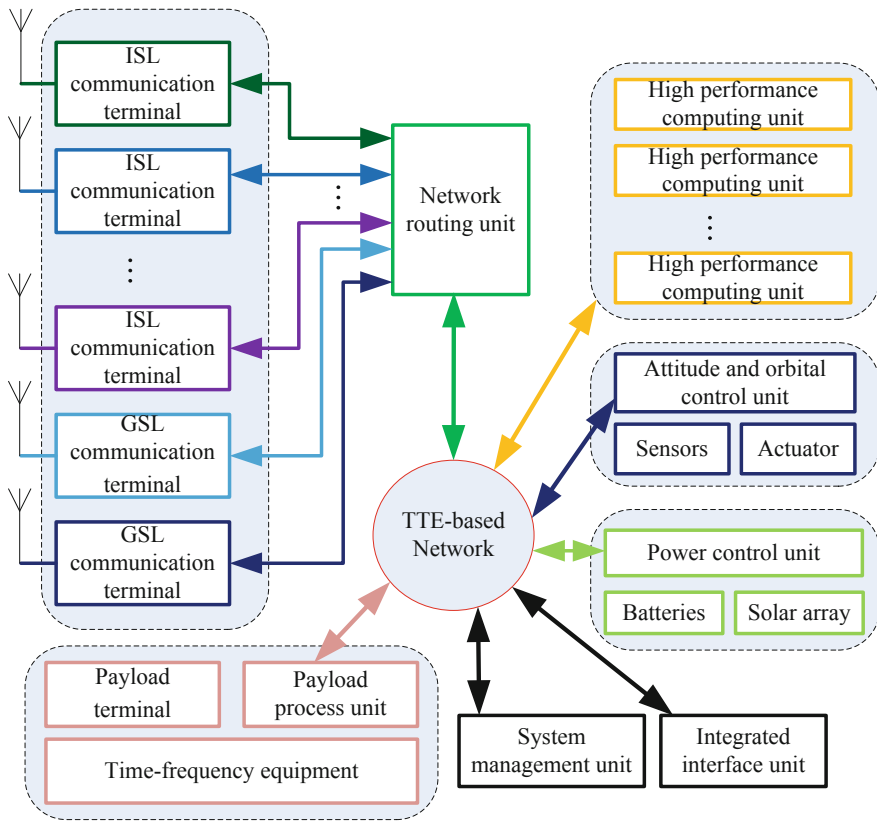 ISL
communication
terminal
ISL
communication
terminal
...
ISL
communication
terminal
GSL
communication
terminal
GSL
communication
terminal
...
Network
routing unit
High performance
computing unit
High performance
computing unit
...
High performance
computing unit
Attitude and orbital
control unit
Sensors
Actuator
TTE-based
Network
Power control unit
Batteries
Solar array
Payload
terminal
Payload
process unit
Time-frequency equipment
System
management unit
Integrated
interface unit